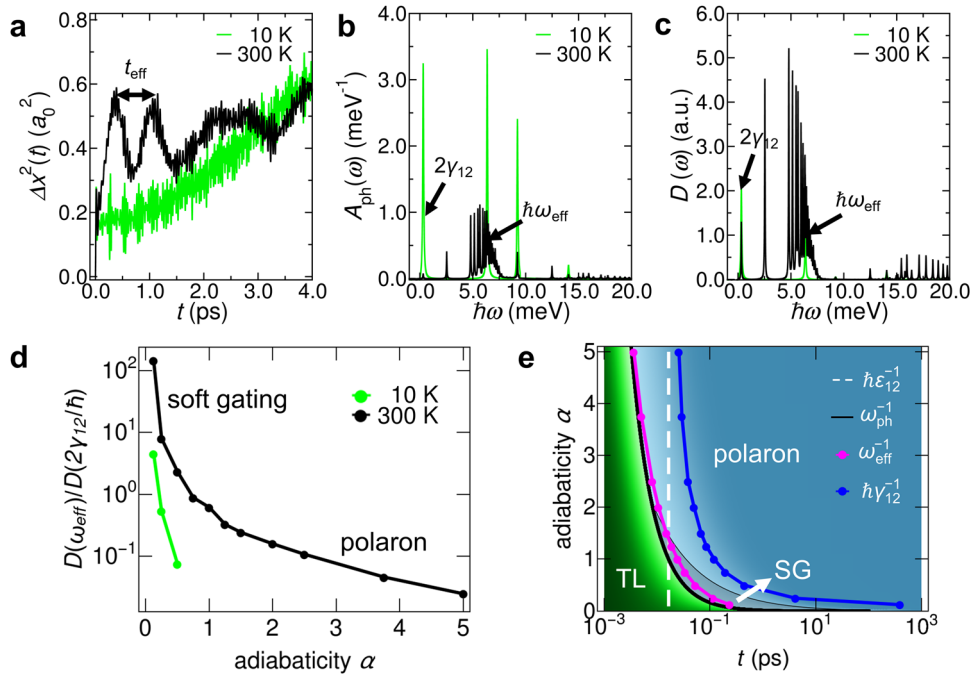 a
10 K
300 K
t_eff
Δx²(t) (a₀²)
0.8
0.6
0.4
0.2
0.0
0.0 1.0 2.0 3.0 4.0
t (ps)
b
10 K
300 K
2γ₁₂
ħω_eff
A_ph(ω) (meV⁻¹)
4.0
3.0
2.0
1.0
0.0
0.0 5.0 10.0 15.0 20.0
ħω (meV)
c
10 K
300 K
2γ₁₂
ħω_eff
D (ω) (a.u.)
6.0
5.0
4.0
3.0
2.0
1.0
0.0
0.0 5.0 10.0 15.0 20.0
ħω (meV)
d
soft gating
10 K
300 K
polaron
D(ω_eff)/D(2γ₁₂/ħ)
10²
10¹
10⁰
10⁻¹
0 1 2 3 4 5
adiabaticity α
e
ħε₁₂⁻¹
ω_ph⁻¹
ω_eff⁻¹
ħγ₁₂⁻¹
polaron
TL
SG
adiabaticity α
5
4
3
2
1
0
10⁻³ 10⁻¹ 10¹ 10³
t (ps)